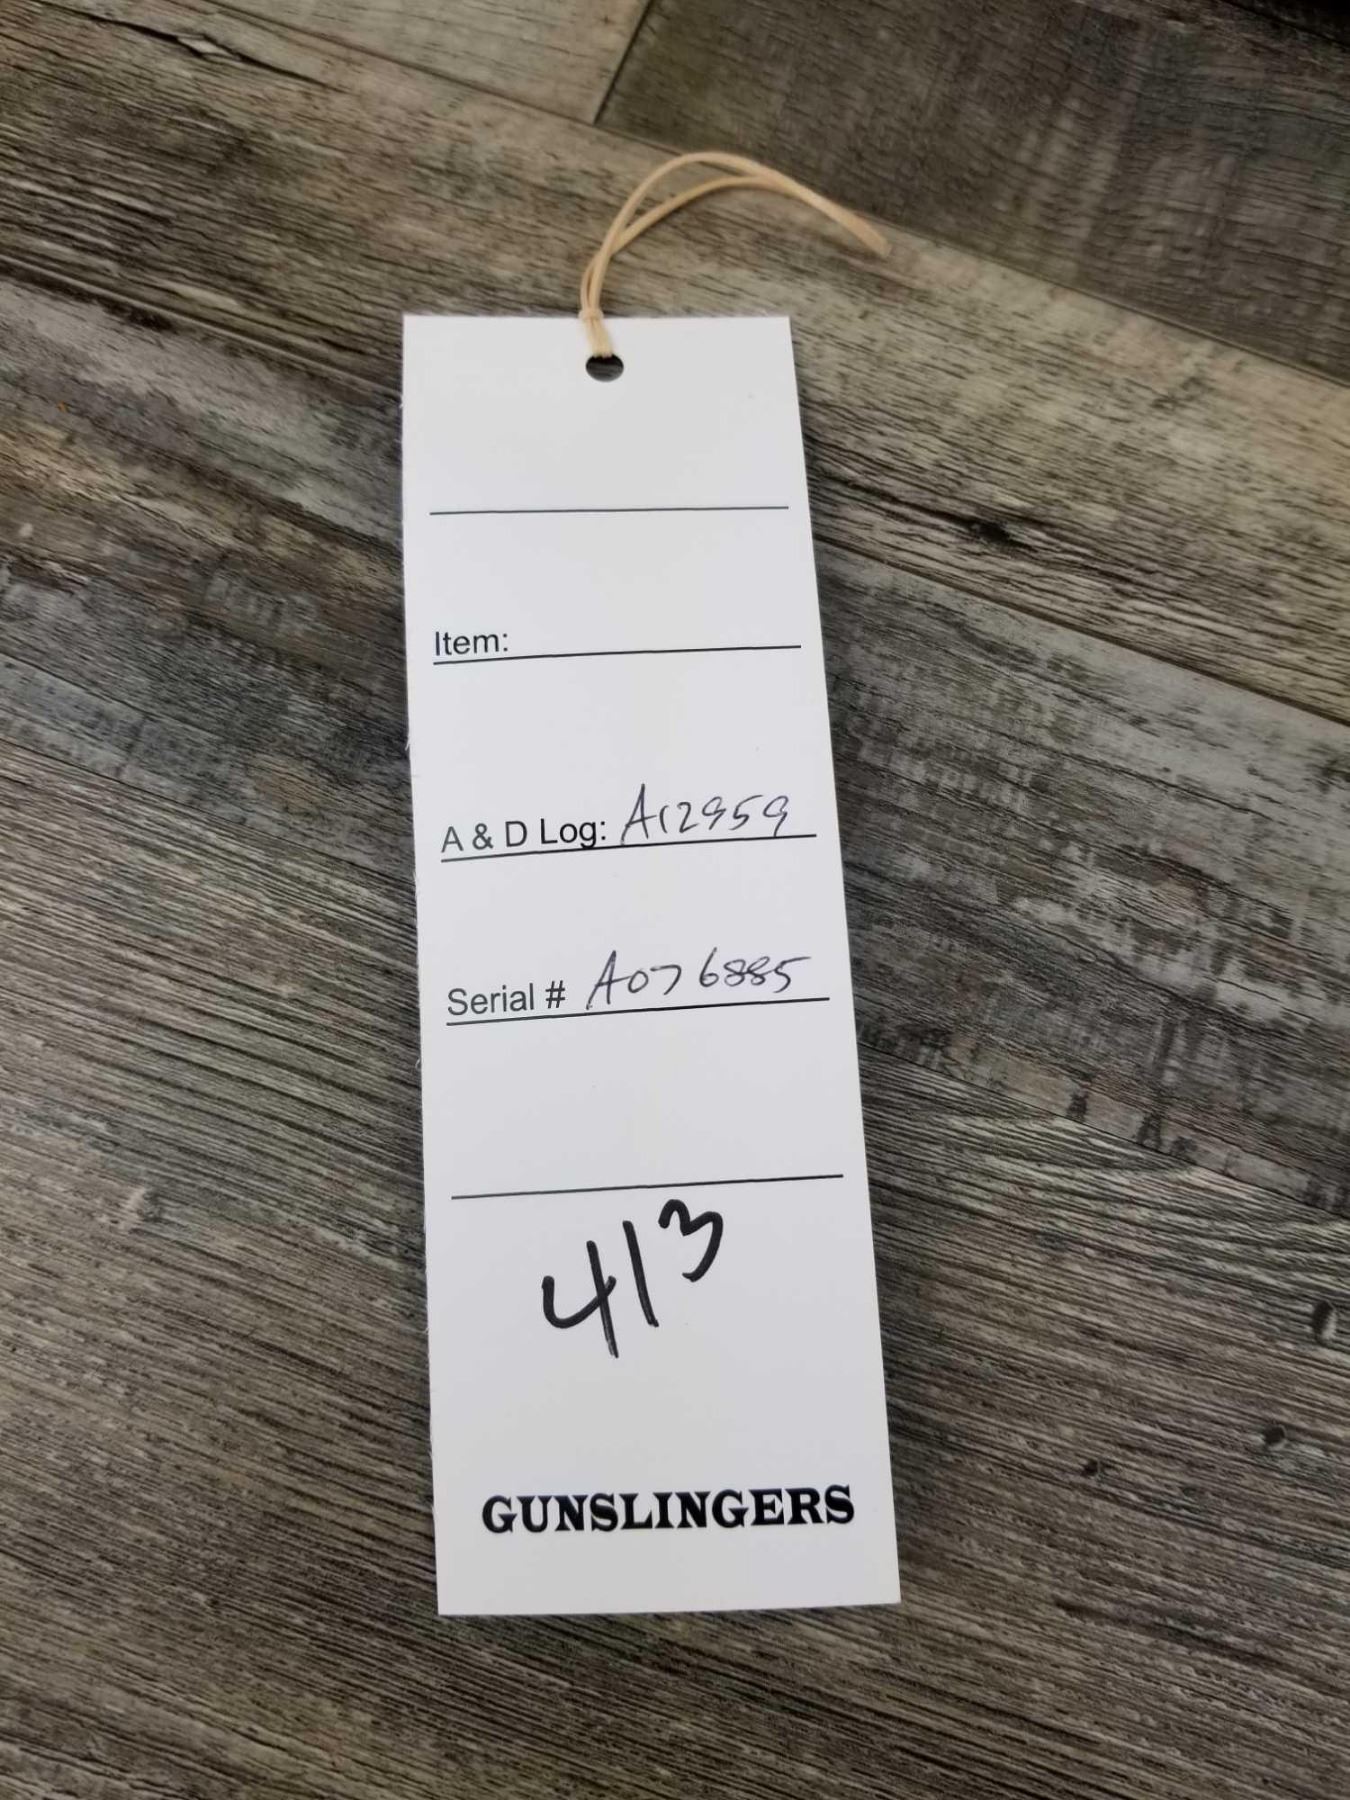 Item:
A & D Log: A12959
Serial # A076885
413
GUNSLINGERS